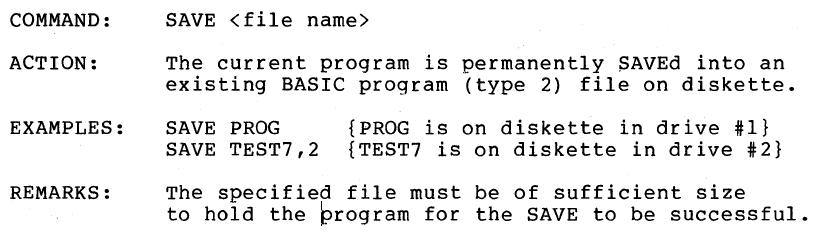 COMMAND: SAVE <file name>
ACTION: The current program is permanently SAVEd into an
existing BASIC program (type 2) file on diskette.
EXAMPLES: SAVE PROG {PROG is on diskette in drive #1}
SAVE TEST7,2 {TEST7 is on diskette in drive #2}
REMARKS: The specified file must be of sufficient size
to hold the program for the SAVE to be successful.